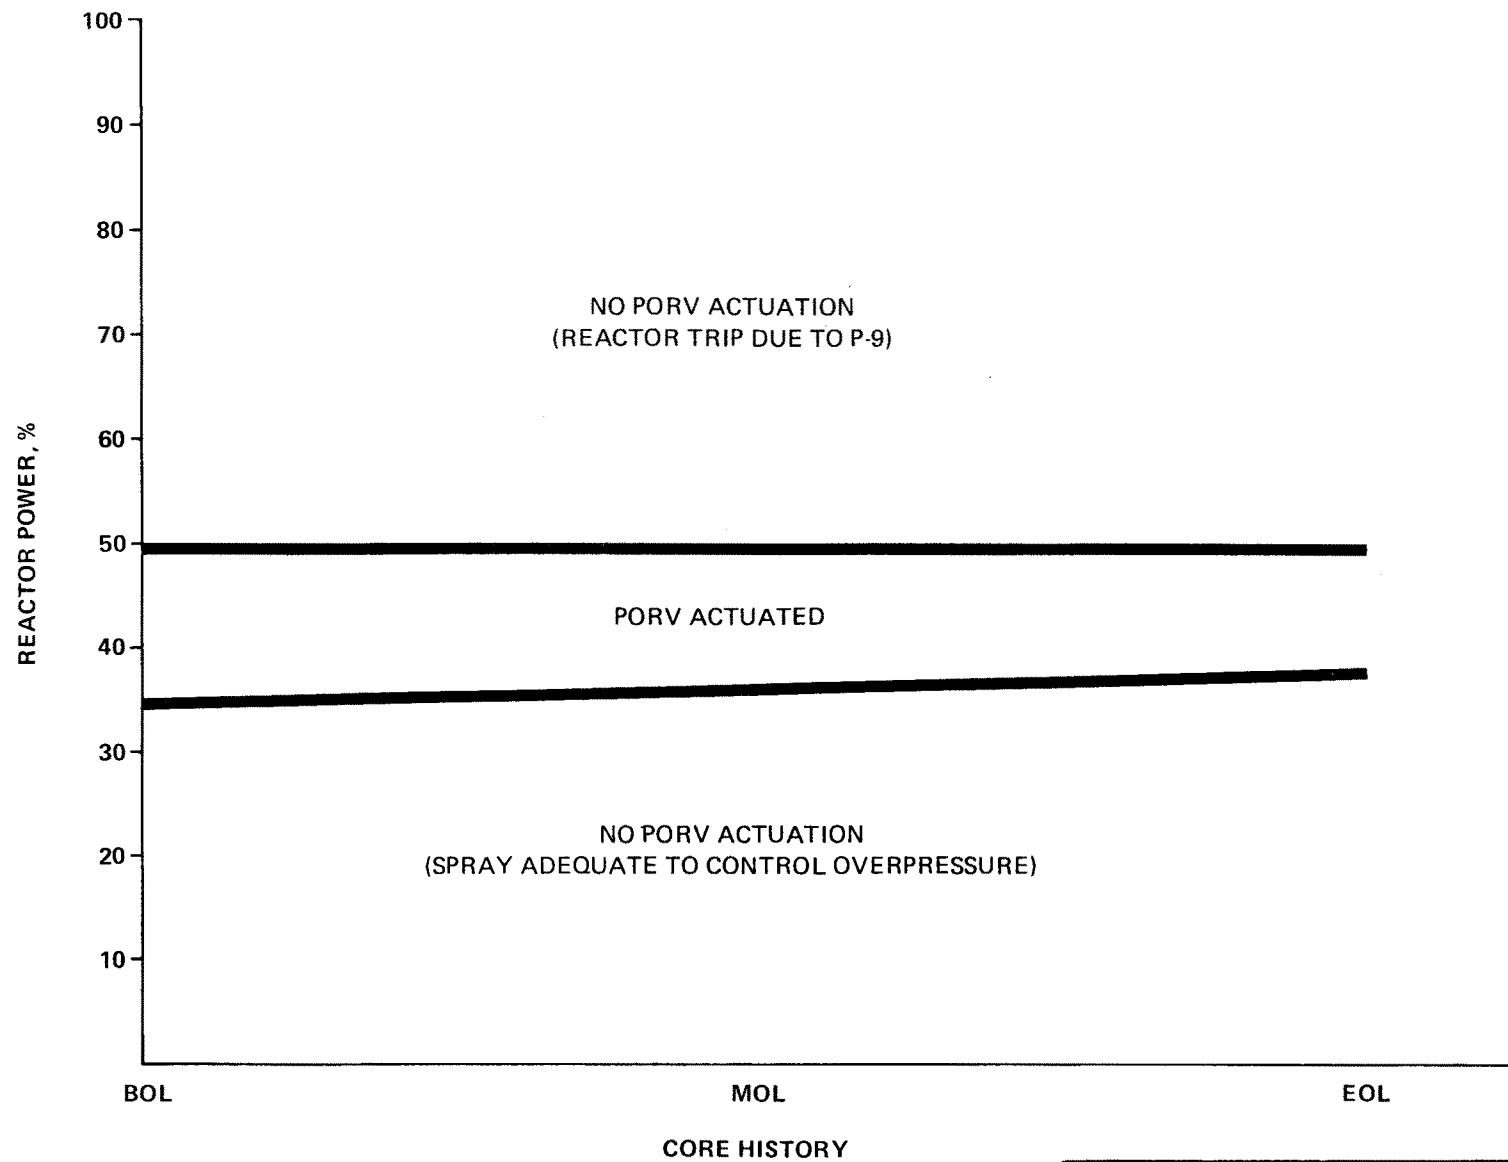 100
90
80
70
60
50
40
30
20
10
REACTOR POWER, %
NO PORV ACTUATION
(REACTOR TRIP DUE TO P-9)
PORV ACTUATED
NO PORV ACTUATION
(SPRAY ADEQUATE TO CONTROL OVERPRESSURE)
BOL MOL EOL
CORE HISTORY